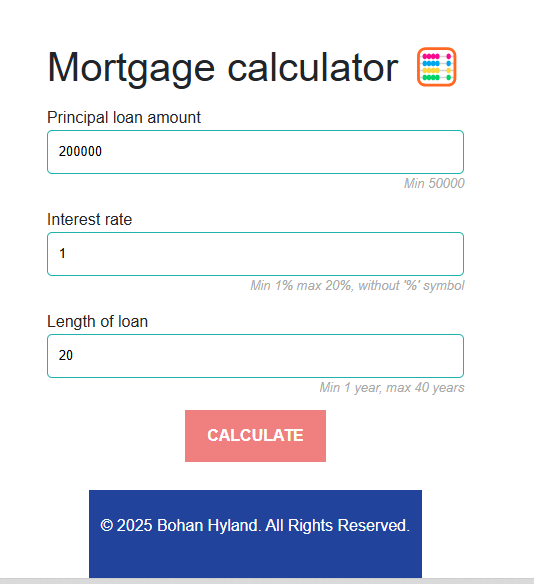 Mortgage calculator
Principal loan amount
200000
Min 50000
Interest rate
1
Min 1% max 20%, without '%' symbol
Length of loan
20
Min 1 year, max 40 years
CALCULATE
© 2025 Bohan Hyland. All Rights Reserved.